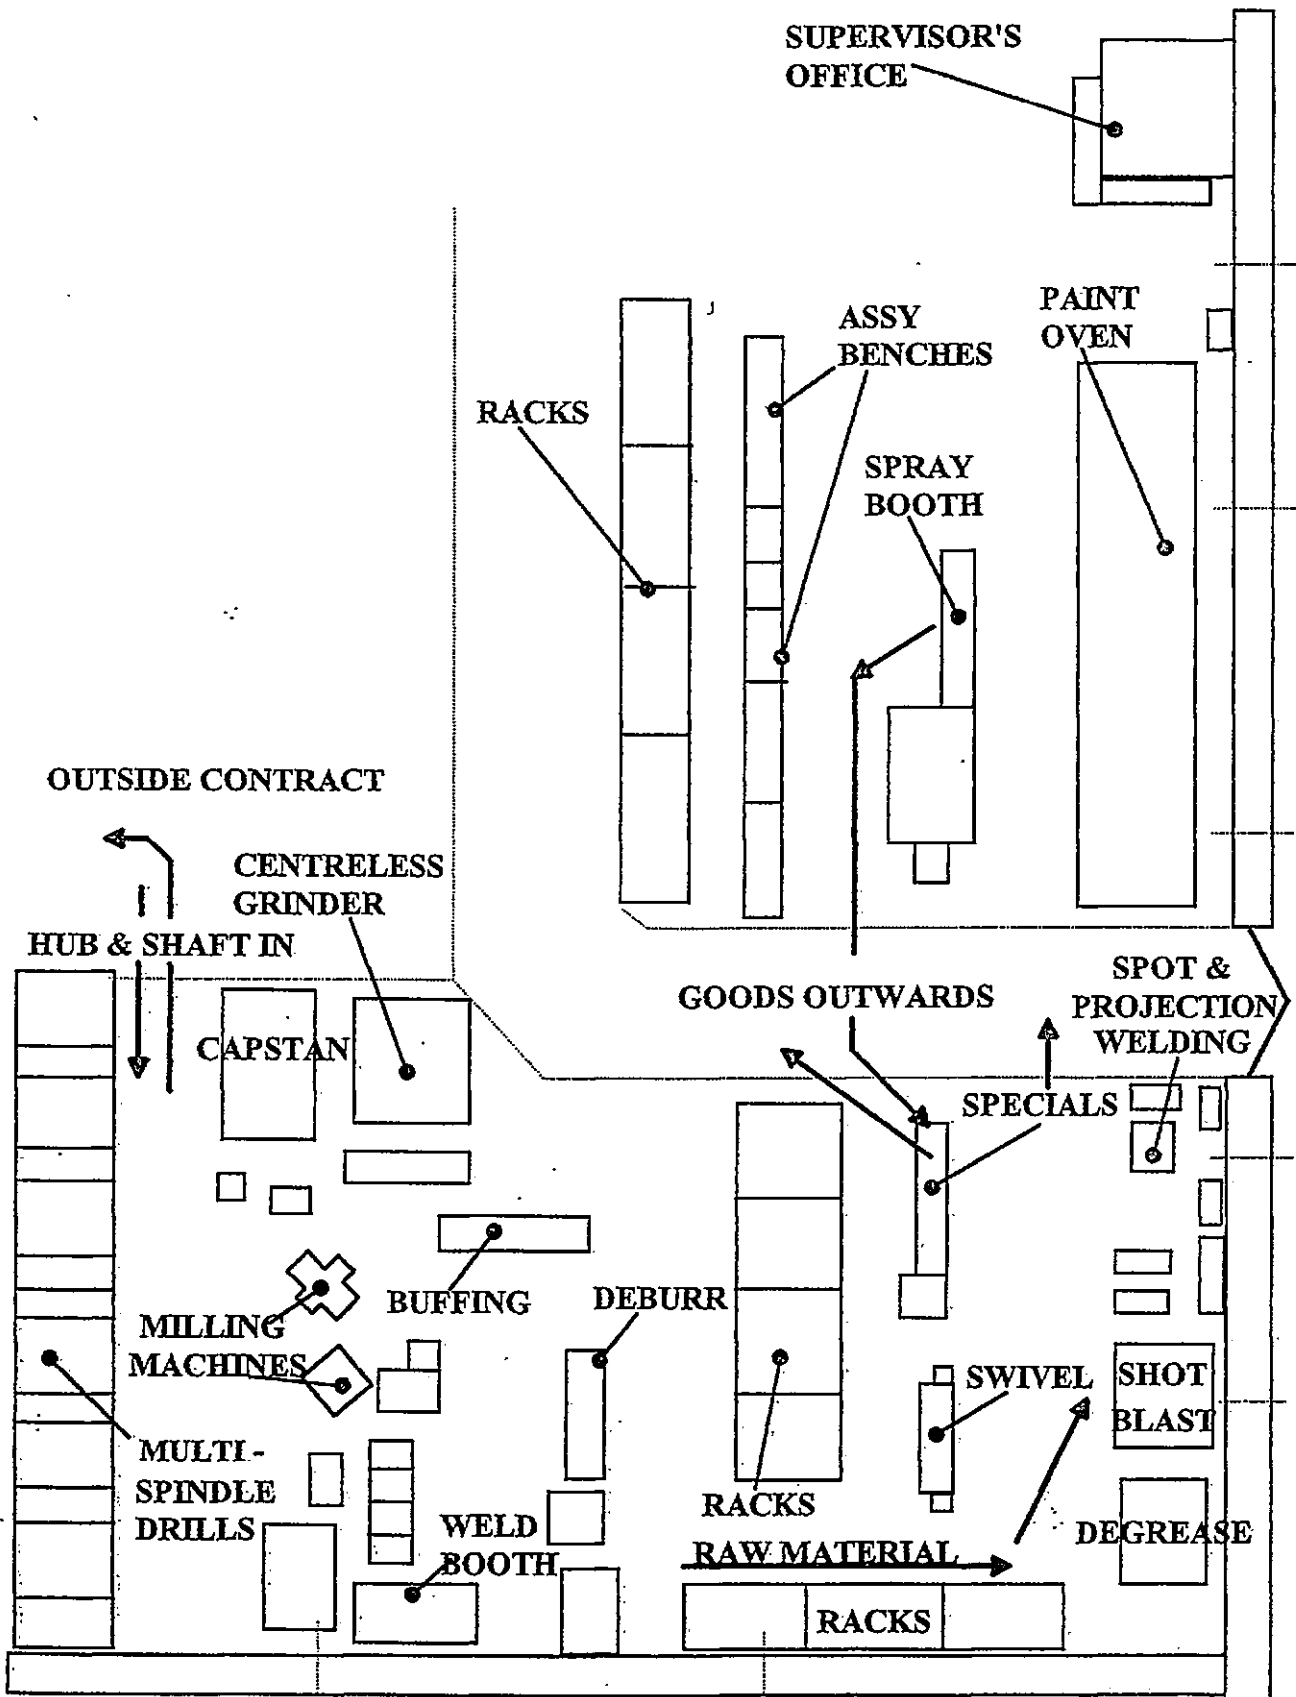 SUPERVISOR'S
OFFICE
PAINT
OVEN
ASSY
BENCHES
RACKS
SPRAY
BOOTH
OUTSIDE CONTRACT
CENTRELESS
GRINDER
HUB & SHAFT IN
SPOT &
PROJECTION
WELDING
GOODS OUTWARDS
CAPSTAN
SPECIALS
BUFFING
DEBURR
MILLING
MACHINES
SWIVEL
SHOT
BLAST
MULTI-
SPINDLE
DRILLS
RACKS
WELD
BOOTH
RAW MATERIAL
DEGREASE
RACKS